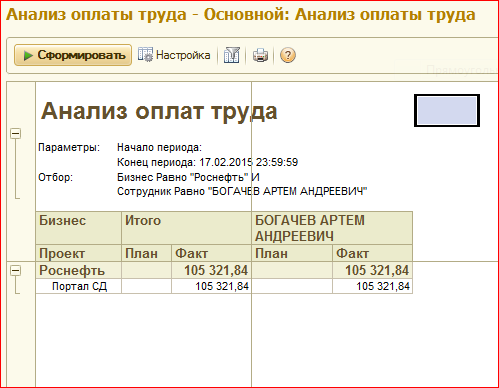 Анализ оплаты труда - Основной: Анализ оплаты труда
Сформировать Настройка
Анализ оплат труда
Параметры: Начало периода:
Конец периода: 17.02.2015 23:59:59
Отбор: Бизнес Равно "Роснефть" И
Сотрудник Равно "БОГАЧЕВ АРТЕМ АНДРЕЕВИЧ"
Бизнес Итого БОГАЧЕВ АРТЕМ
АНДРЕЕВИЧ
Проект План Факт План Факт
Роснефть 105 321,84 105 321,84
Портал СД 105 321,84 105 321,84